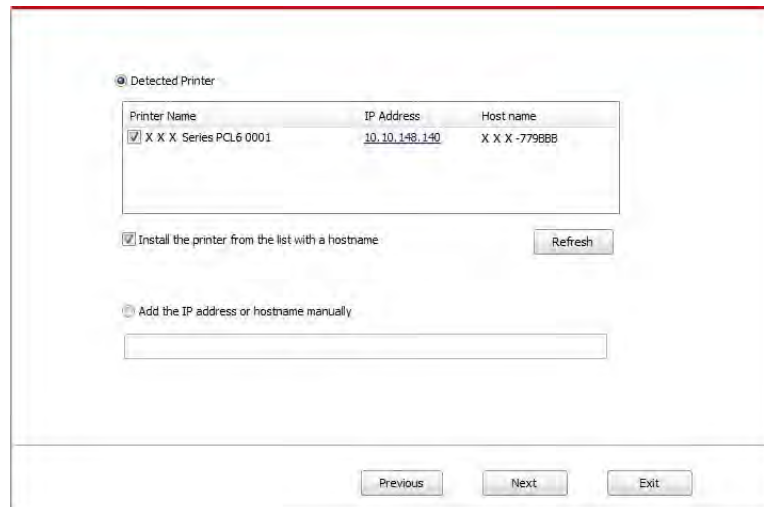 Detected Printer
Printer Name IP Address Host name
X X X Series PCL6 0001 10.10.148.140 X X X -779BBB
Install the printer from the list with a hostname
Refresh
Add the IP address or hostname manually
Previous Next Exit